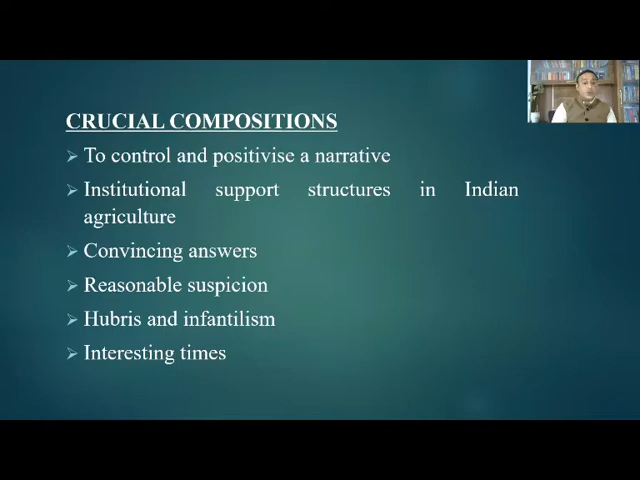 CRUCIAL COMPOSITIONS
➢ To control and positivise a narrative
➢ Institutional support structures in Indian
agriculture
➢ Convincing answers
➢ Reasonable suspicion
➢ Hubris and infantilism
➢ Interesting times